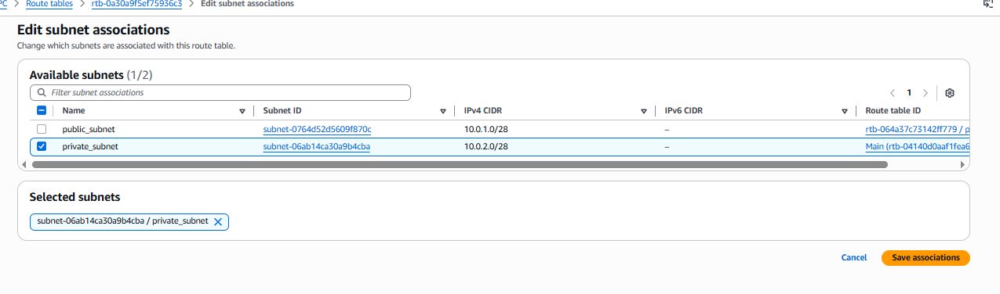 PC > Route tables > rtb-0a30a9f5ef75936c3 > Edit subnet associations
Edit subnet associations
Change which subnets are associated with this route table.
Available subnets (1/2)
Filter subnet associations
1
Name Subnet ID IPv4 CIDR IPv6 CIDR Route table ID
public_subnet subnet-0764d52d5609f870c 10.0.1.0/28 – rtb-064a37c73142ff779 / p
private_subnet subnet-06ab14ca30a9b4cba 10.0.2.0/28 – Main (rtb-04140d0aaf1fea6
Selected subnets
subnet-06ab14ca30a9b4cba / private_subnet
Cancel Save associations